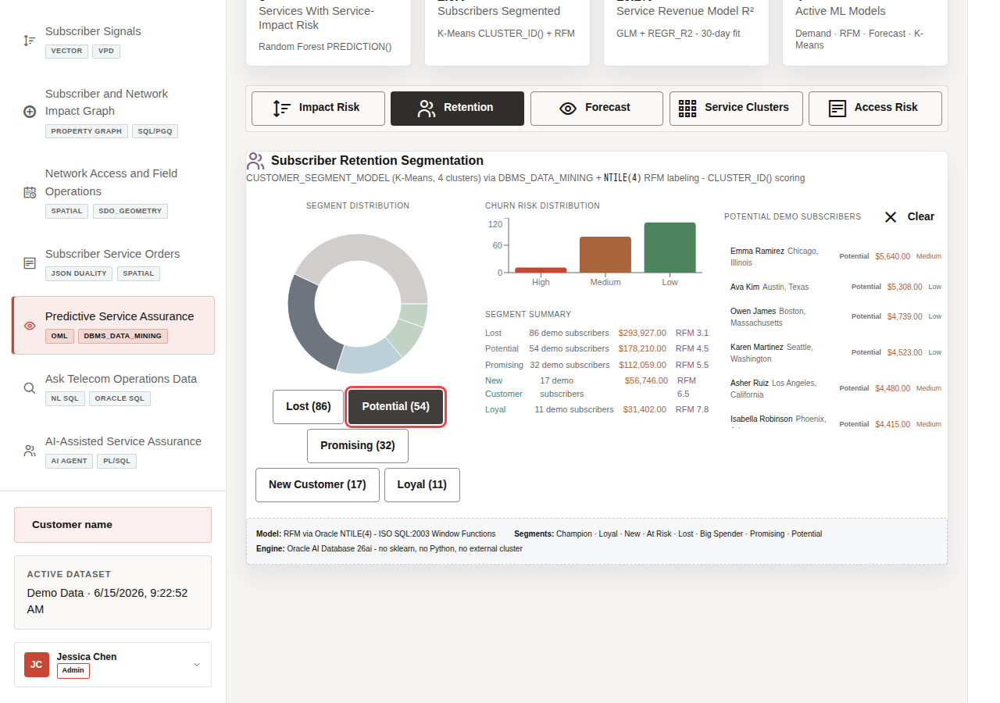 Subscriber Signals
VECTOR VPD
Subscriber and Network
Impact Graph
PROPERTY GRAPH SQL/PGQ
Network Access and Field
Operations
SPATIAL SDO_GEOMETRY
Subscriber Service Orders
JSON DUALITY SPATIAL
Predictive Service Assurance
OML DBMS_DATA_MINING
Ask Telecom Operations Data
NL SQL ORACLE SQL
AI-Assisted Service Assurance
AI AGENT PL/SQL
Customer name
ACTIVE DATASET
Demo Data · 6/15/2026, 9:22:52
AM
JC
Jessica Chen
Admin
Services With Service-
Impact Risk
Random Forest PREDICTION()
Subscribers Segmented
K-Means CLUSTER_ID() + RFM
Service Revenue Model R²
GLM + REGR_R2 - 30-day fit
Active ML Models
Demand · RFM · Forecast · K-
Means
Impact Risk
Retention
Forecast
Service Clusters
Access Risk
Subscriber Retention Segmentation
CUSTOMER_SEGMENT_MODEL (K-Means, 4 clusters) via DBMS_DATA_MINING + NTILE(4) RFM labeling - CLUSTER_ID() scoring
SEGMENT DISTRIBUTION
Lost (86)
Potential (54)
Promising (32)
New Customer (17)
Loyal (11)
CHURN RISK DISTRIBUTION
120
60
0
High Medium Low
SEGMENT SUMMARY
Lost 86 demo subscribers $293,927.00 RFM 3.1
Potential 54 demo subscribers $178,210.00 RFM 4.5
Promising 32 demo subscribers $112,059.00 RFM 5.5
New 17 demo $56,746.00 RFM
Customer subscribers 6.5
Loyal 11 demo subscribers $31,402.00 RFM 7.8
POTENTIAL DEMO SUBSCRIBERS
Clear
Emma Ramirez Chicago,
Illinois
Potential $5,640.00 Medium
Ava Kim Austin, Texas Potential $5,308.00 Low
Owen James Boston,
Massachusetts
Potential $4,739.00 Low
Karen Martinez Seattle,
Washington
Potential $4,523.00 Low
Asher Ruiz Los Angeles,
California
Potential $4,480.00 Medium
Isabella Robinson Phoenix,
Potential $4,415.00 Medium
Model: RFM via Oracle NTILE(4) - ISO SQL:2003 Window Functions Segments: Champion · Loyal · New · At Risk · Lost · Big Spender · Promising · Potential
Engine: Oracle AI Database 26ai - no sklearn, no Python, no external cluster